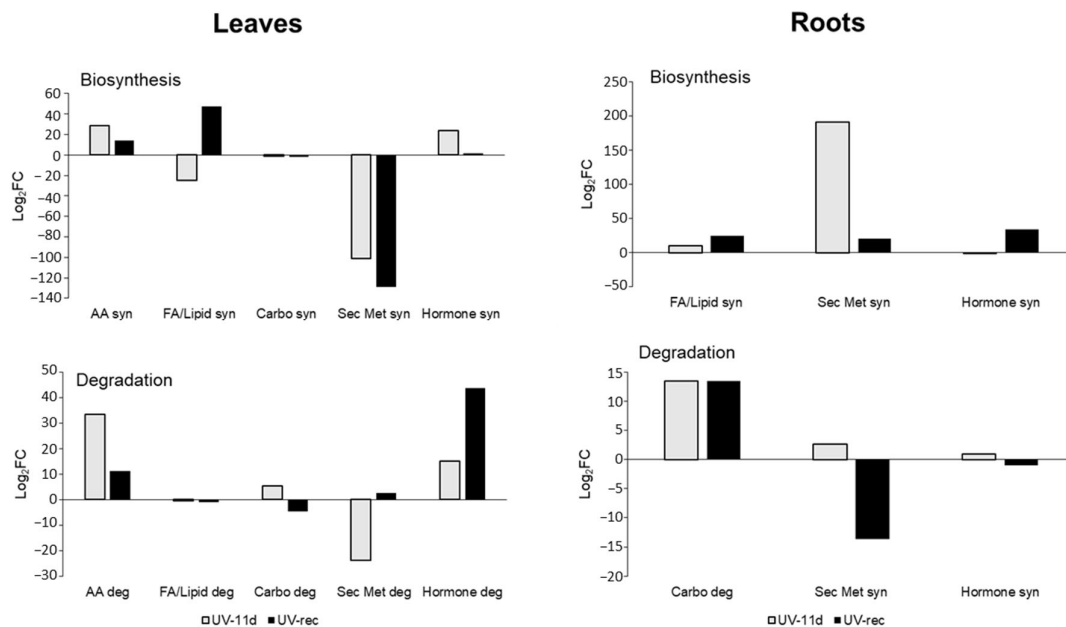 Leaves
Roots
Biosynthesis
60
40
20
0
−20
−40
−60
−80
−100
−120
−140
Log₂FC
AA syn FA/Lipid syn Carbo syn Sec Met syn Hormone syn
Biosynthesis
250
200
150
100
50
0
−50
Log₂FC
FA/Lipid syn Sec Met syn Hormone syn
Degradation
50
40
30
20
10
0
−10
−20
−30
Log₂FC
AA deg FA/Lipid deg Carbo deg Sec Met deg Hormone deg
UV-11d UV-rec
Degradation
15
10
5
0
−5
−10
−15
−20
Log₂FC
Carbo deg Sec Met syn Hormone syn
UV-11d UV-rec